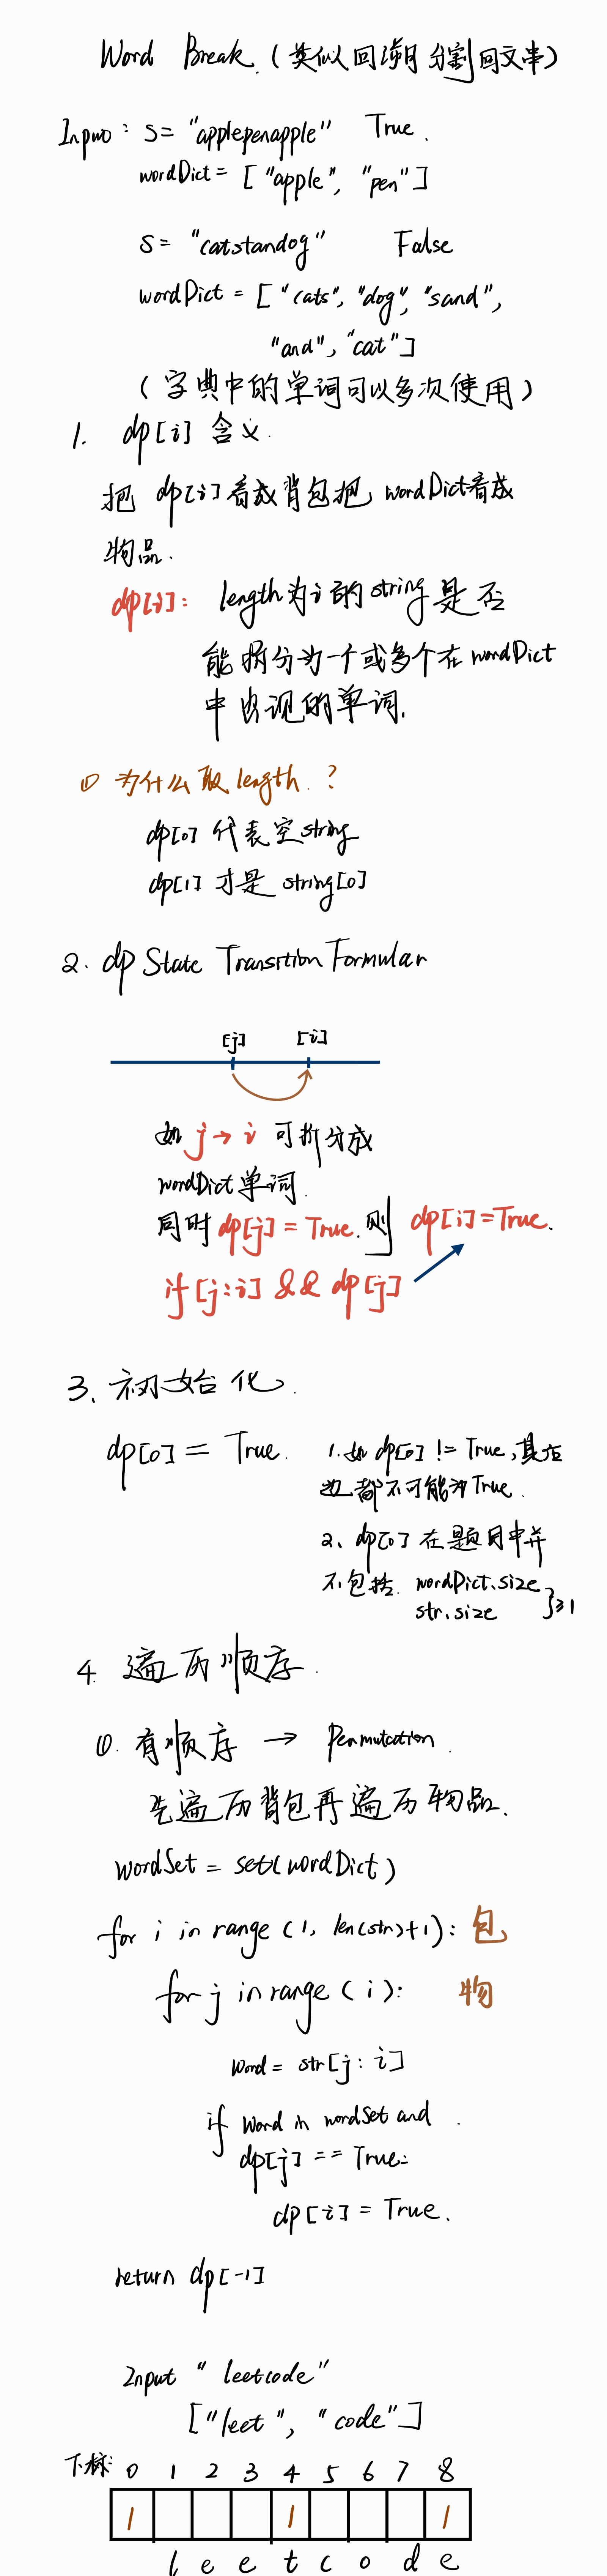 Word Break.（类似回溯月分割回文串）
Input: s= "applepenapple" True.
wordDict = ["apple", "pen"]
s= "catstandog" False
wordDict = ["cats", "dog", "sand",
"and", "cat"]
（字典中的单词可以多次使用）
1. dp[i] 含义.
把 dp[i]看成背包把 wordDict看成
物品.
dp[i]: length为i的string是否
能拆分为一个或多个在wordDict
中出现的单词.
① 为什么取length.?
dp[0] 代表空string
dp[1] 才是 string[0]
2. dp State Transition Formular
[j] [i]
如 j→i 可拆分成
wordDict单词.
同时dp[j]=True.则 dp[i]=True.
if [j:i] && dp[j]
3、初始化.
dp[0] = True. 1.如 dp[0] != True,其后
边都不可能为True.
2、dp[0]在题目中并
不包括. wordDict.size
str.size } ≥1
4. 遍历顺序.
①. 有顺序 → Permutation.
先遍历背包再遍历物品.
wordSet = set(wordDict)
for i in range (1, len(str)+1): 包
for j in range (i): 物
word = str[j:i]
if word in wordSet and
dp[j] == True:
dp[i] = True.
return dp[-1]
Input "leetcode"
["leet", "code"]
下标: 0 1 2 3 4 5 6 7 8
1 1 1
l e e t c o d e